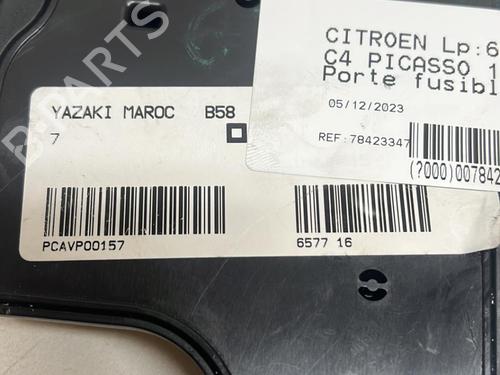 YAZAKI MAROC B58
7
PCAVP00157
6577 16
CITROEN Lp:6
C4 PICASSO 1
Porte fusibl
05/12/2023
REF:78423347
(?000)007842
B-PARTS